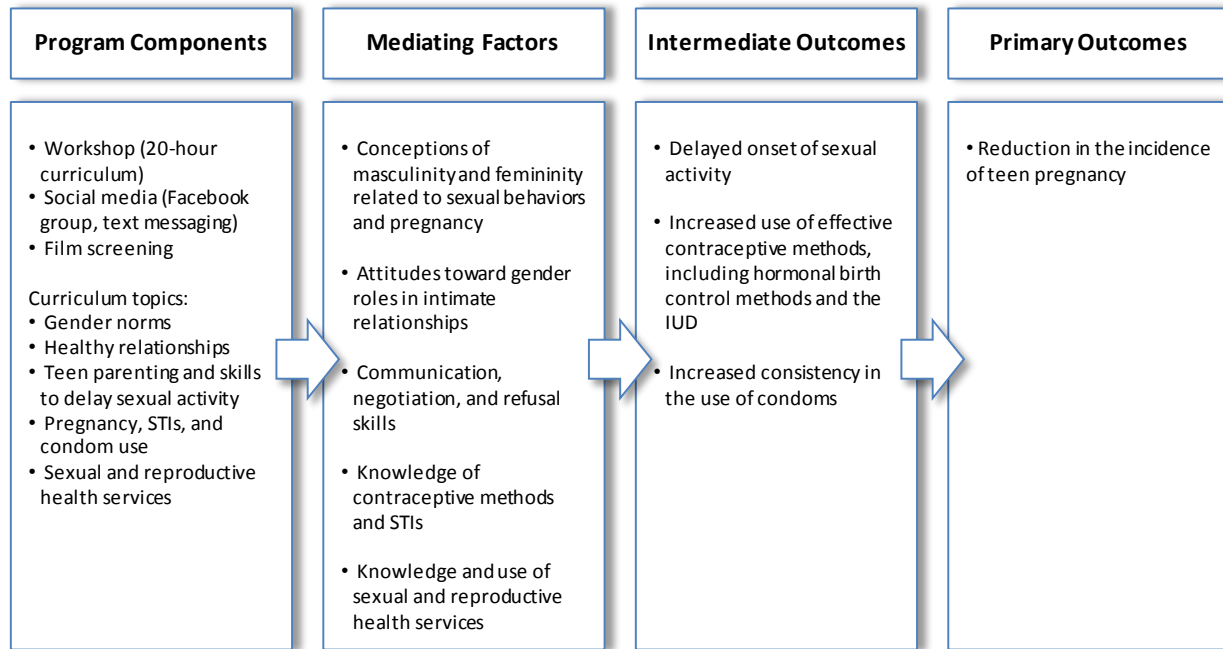 Program Components
Mediating Factors
Intermediate Outcomes
Primary Outcomes
• Workshop (20-hour
curriculum)
• Social media (Facebook
group, text messaging)
• Film screening
Curriculum topics:
• Gender norms
• Healthy relationships
• Teen parenting and skills
to delay sexual activity
• Pregnancy, STIs, and
condom use
• Sexual and reproductive
health services
• Conceptions of
masculinity and femininity
related to sexual behaviors
and pregnancy
• Attitudes toward gender
roles in intimate
relationships
• Communication,
negotiation, and refusal
skills
• Knowledge of
contraceptive methods
and STIs
• Knowledge and use of
sexual and reproductive
health services
• Delayed onset of sexual
activity
• Increased use of effective
contraceptive methods,
including hormonal birth
control methods and the
IUD
• Increased consistency in
the use of condoms
• Reduction in the incidence
of teen pregnancy